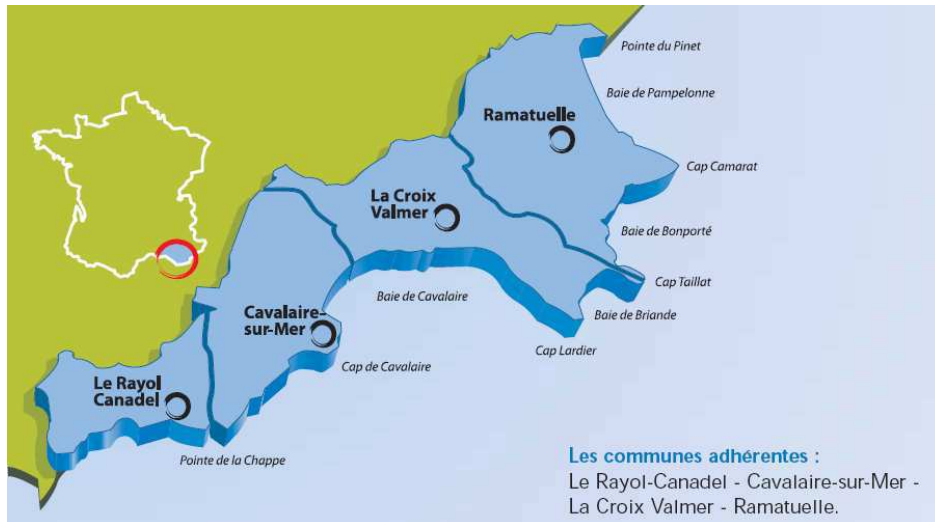 Pointe du Pinet
Baie de Pampelonne
Ramatuelle
Cap Camarat
La Croix
Valmer
Baie de Bonporté
Cap Taillat
Baie de Cavalaire
Baie de Briande
Cavalaire-
sur-Mer
Cap Lardier
Cap de Cavalaire
Le Rayol
Canadel
Pointe de la Chappe
Les communes adhérentes :
Le Rayol-Canadel - Cavalaire-sur-Mer -
La Croix Valmer - Ramatuelle.